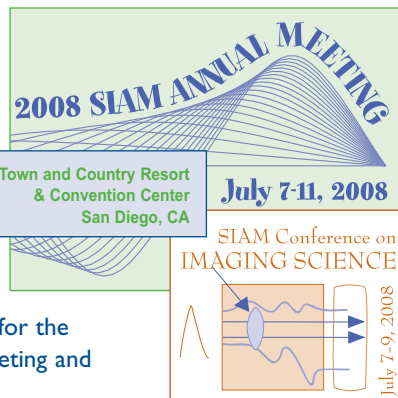 2008 SIAM ANNUAL MEETING
Town and Country Resort
& Convention Center
San Diego, CA
July 7-11, 2008
SIAM Conference on
IMAGING SCIENCE
July 7-9, 2008
for the
eting and